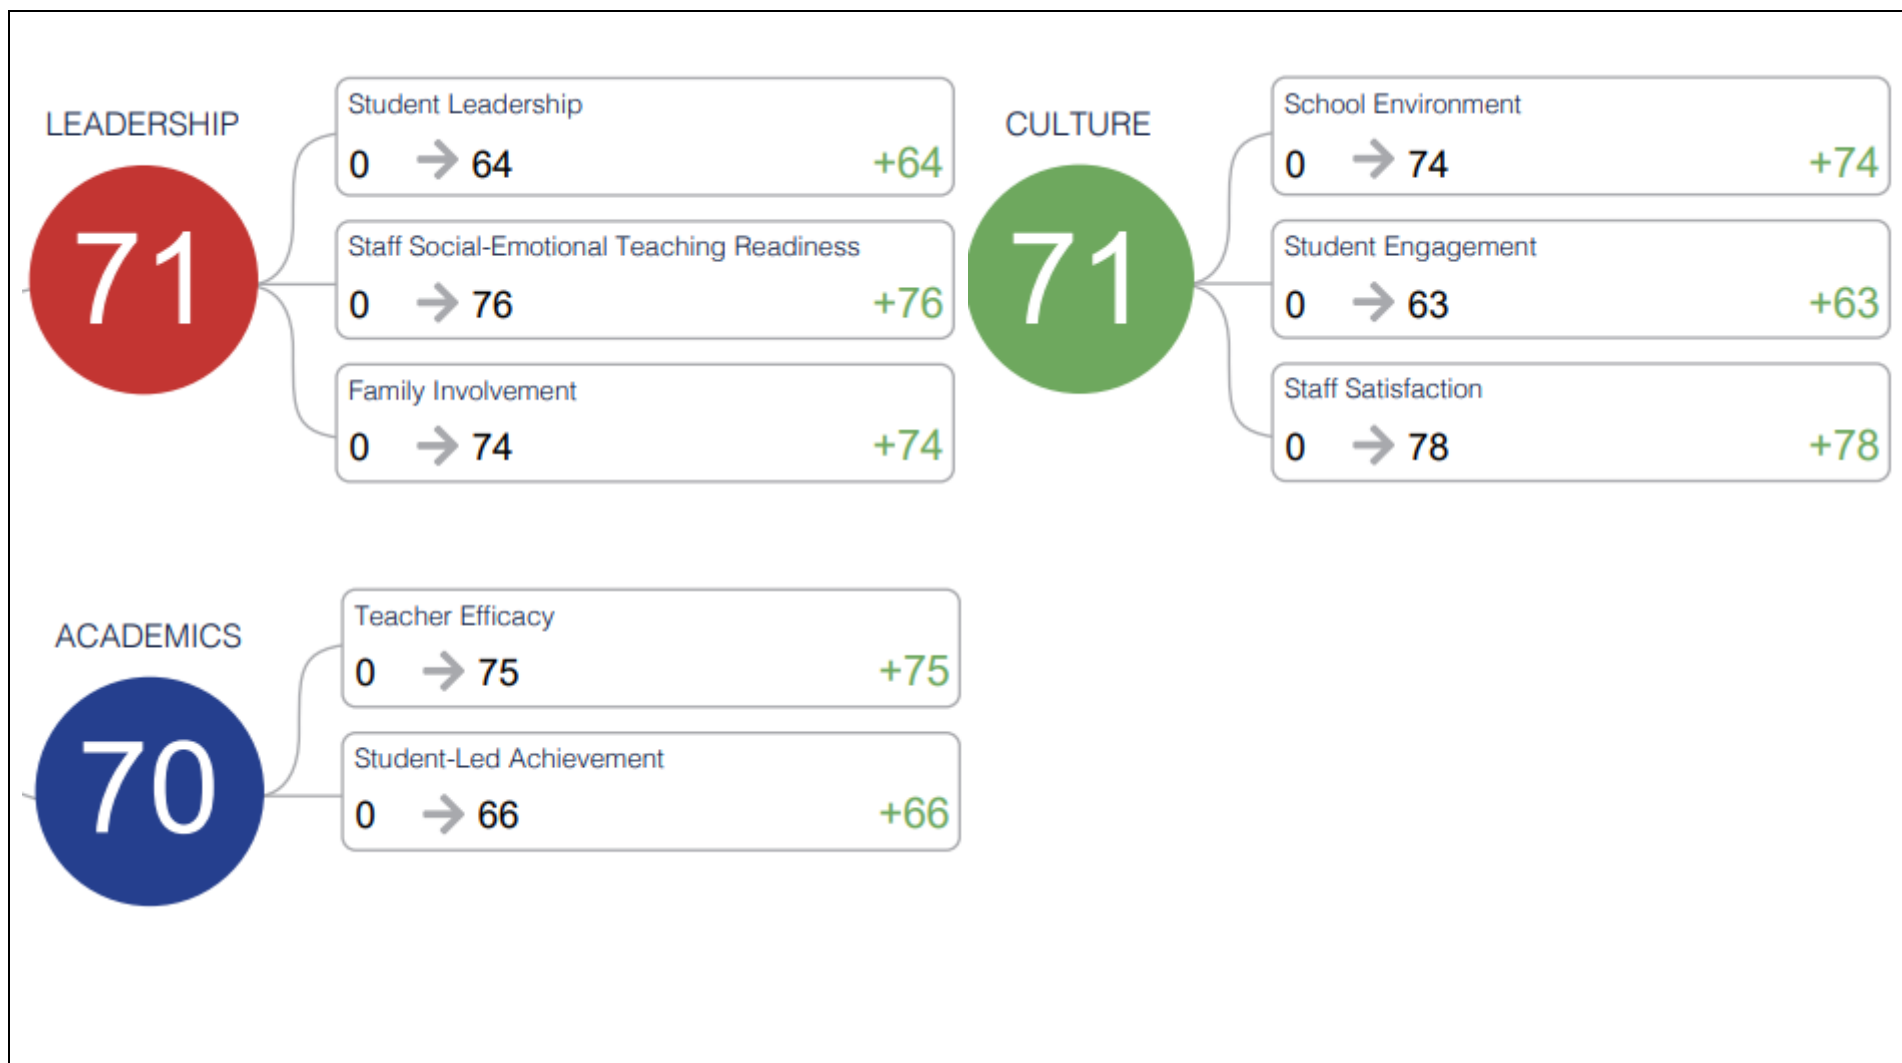 LEADERSHIP
71
Student Leadership
0 → 64 +64
Staff Social-Emotional Teaching Readiness
0 → 76 +76
Family Involvement
0 → 74 +74
CULTURE
71
School Environment
0 → 74 +74
Student Engagement
0 → 63 +63
Staff Satisfaction
0 → 78 +78
ACADEMICS
70
Teacher Efficacy
0 → 75 +75
Student-Led Achievement
0 → 66 +66